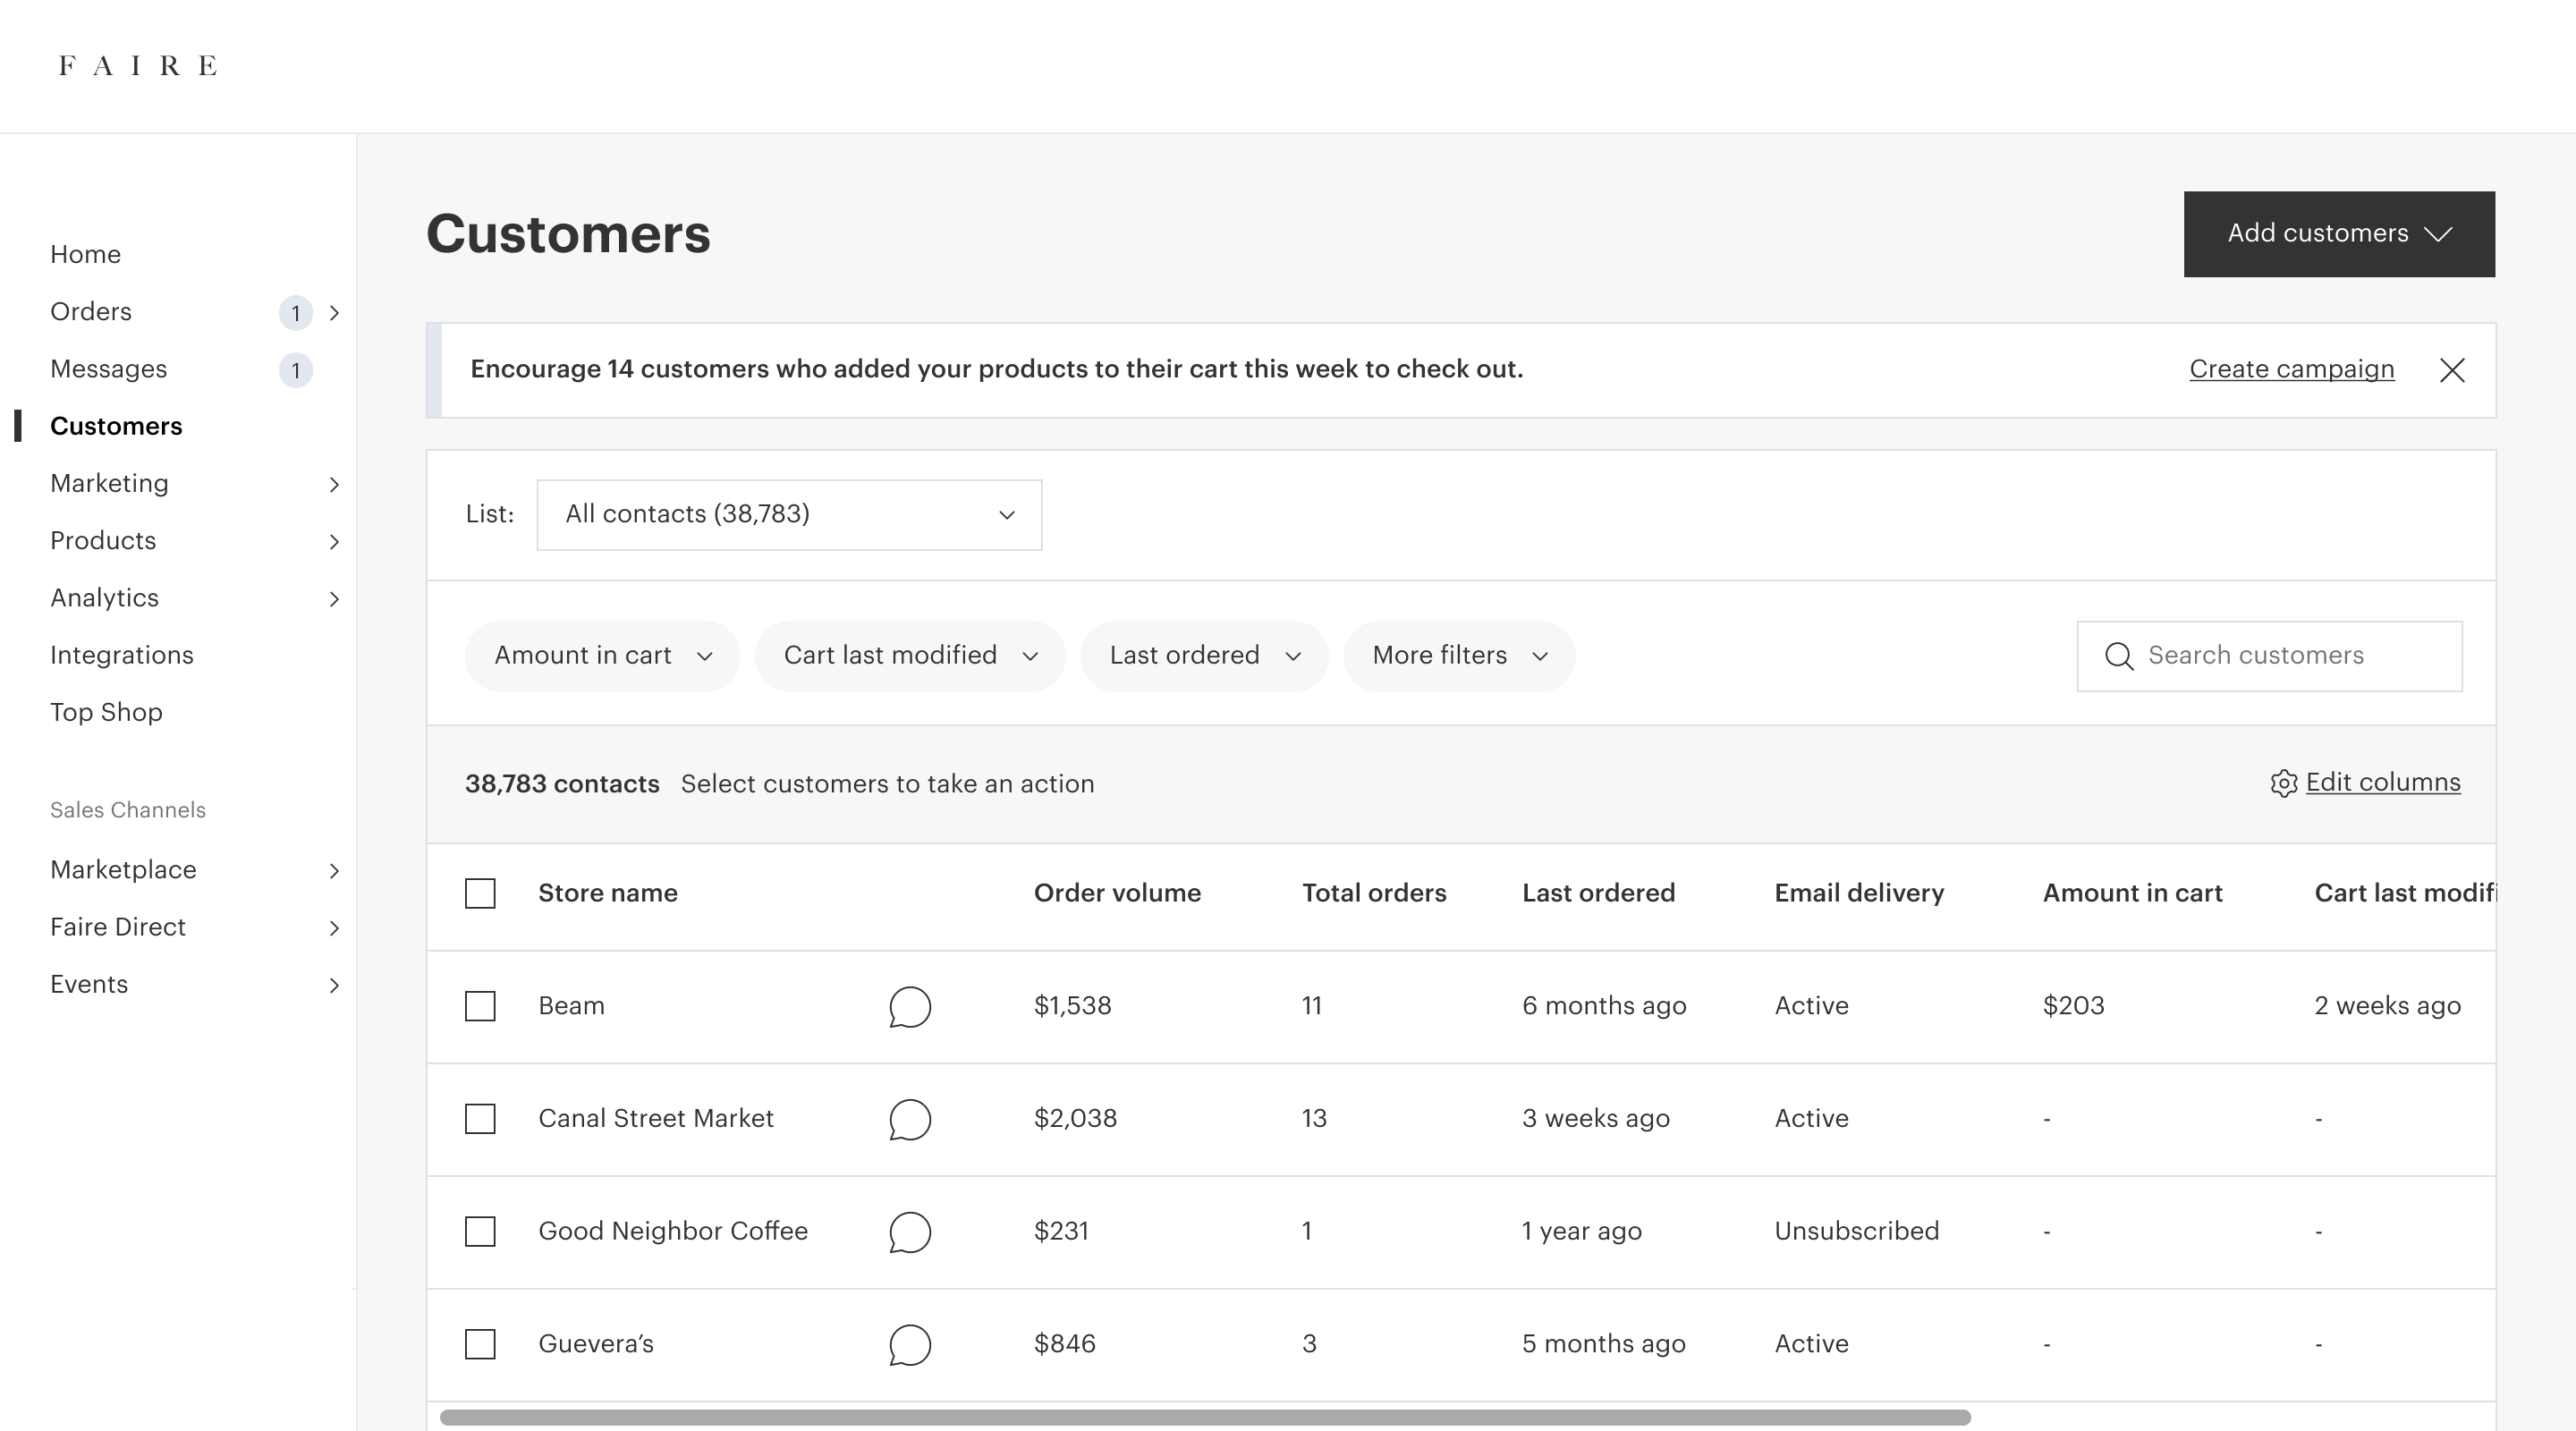 FAIRE
Home
Orders 1
Messages 1
Customers
Marketing
Products
Analytics
Integrations
Top Shop
Sales Channels
Marketplace
Faire Direct
Events
Customers
Add customers
Encourage 14 customers who added your products to their cart this week to check out.
Create campaign
List: All contacts (38,783)
Amount in cart
Cart last modified
Last ordered
More filters
Search customers
38,783 contacts Select customers to take an action
Edit columns
Store name Order volume Total orders Last ordered Email delivery Amount in cart Cart last modifi
Beam $1,538 11 6 months ago Active $203 2 weeks ago
Canal Street Market $2,038 13 3 weeks ago Active - -
Good Neighbor Coffee $231 1 1 year ago Unsubscribed - -
Guevera’s $846 3 5 months ago Active - -